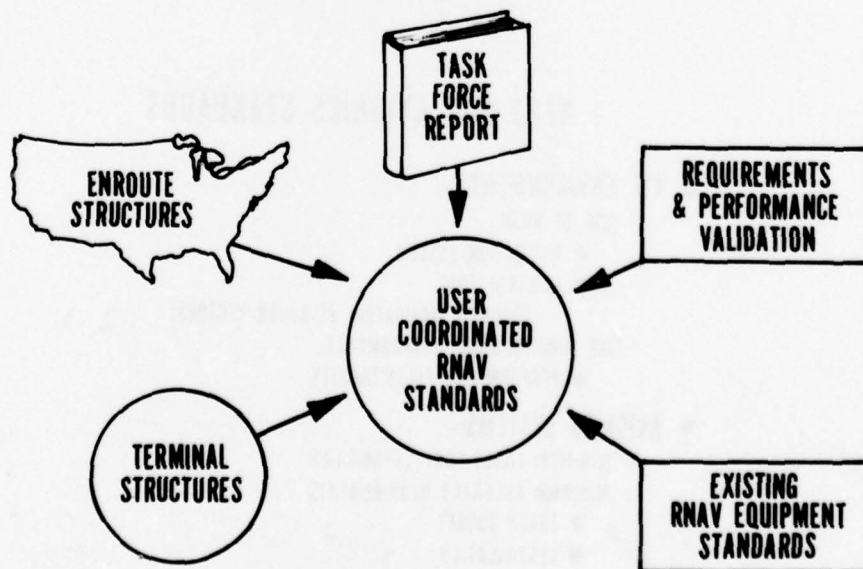 TASK
FORCE
REPORT
ENROUTE
STRUCTURES
REQUIREMENTS
& PERFORMANCE
VALIDATION
USER
COORDINATED
RNAV
STANDARDS
TERMINAL
STRUCTURES
EXISTING
RNAV EQUIPMENT
STANDARDS